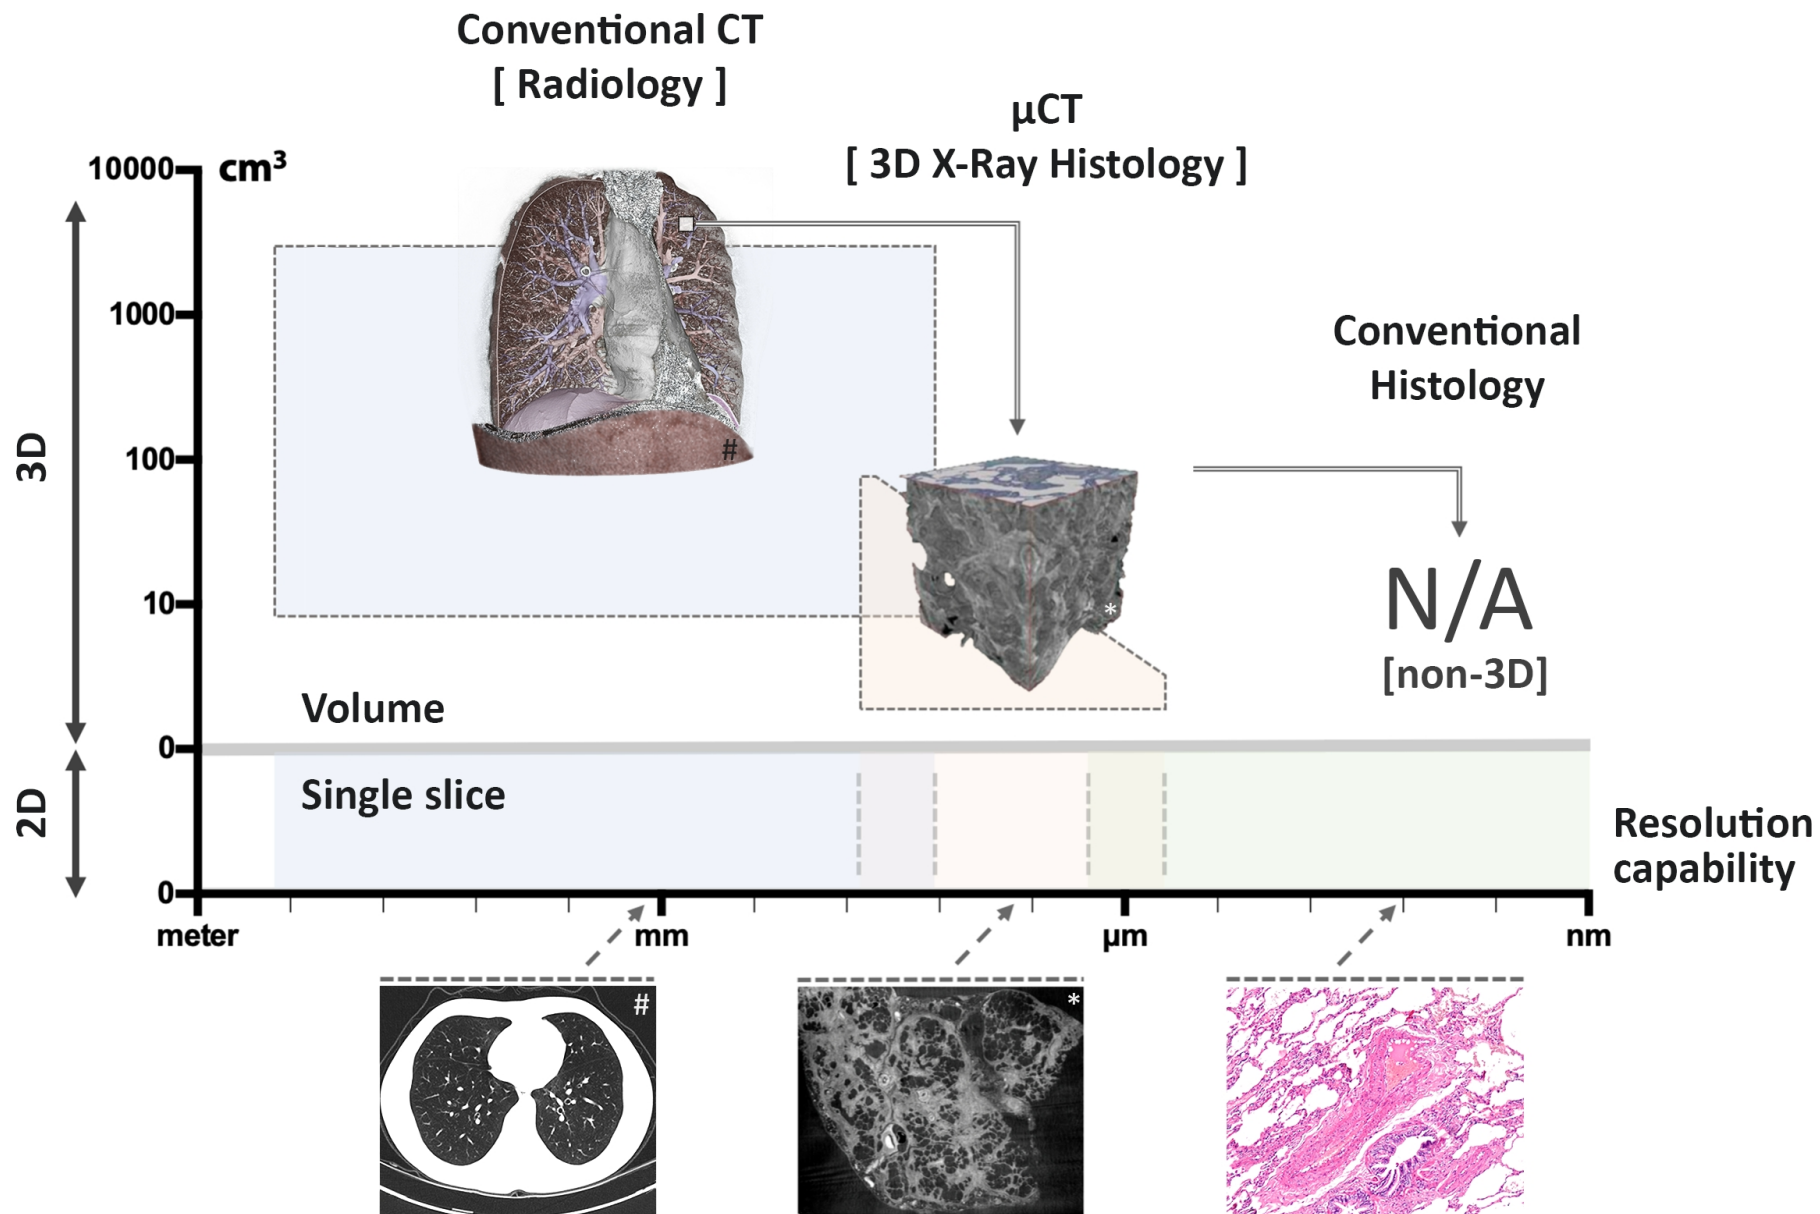 Conventional CT
[ Radiology ]
µCT
[ 3D X-Ray Histology ]
10000
cm³
1000
Conventional
Histology
3D
100
#
10
*
N/A
[non-3D]
Volume
0
Single slice
2D
Resolution
capability
0
meter
mm
µm
nm
#
*